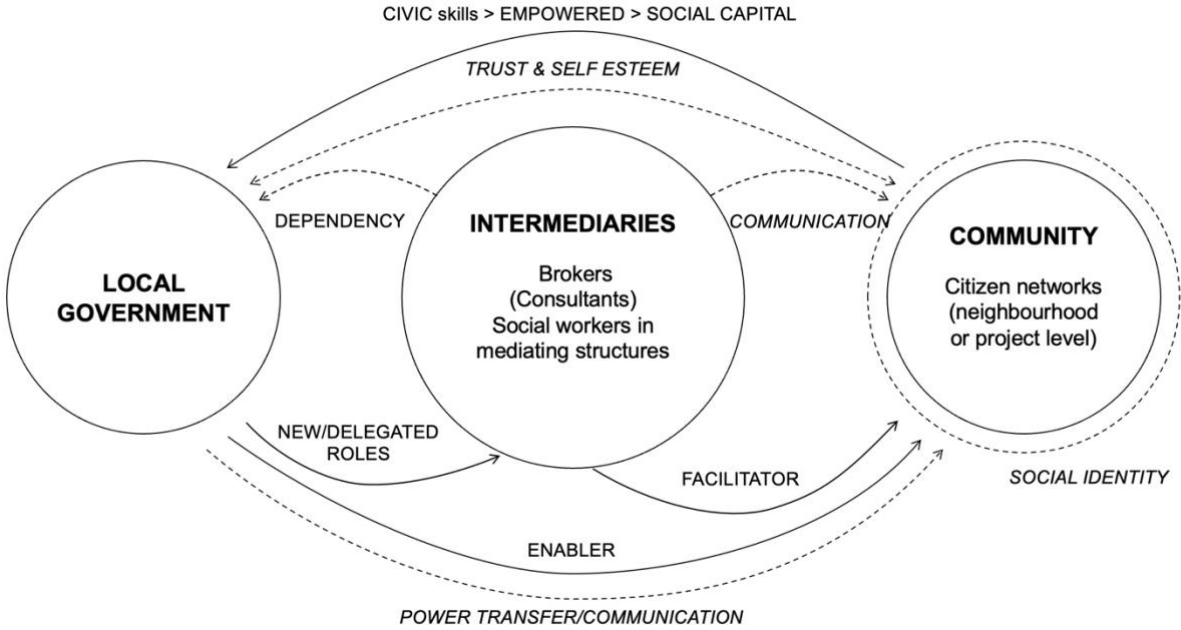 CIVIC skills > EMPOWERED > SOCIAL CAPITAL
TRUST & SELF ESTEEM
DEPENDENCY
COMMUNICATION
LOCAL
GOVERNMENT
INTERMEDIARIES
Brokers
(Consultants)
Social workers in
mediating structures
COMMUNITY
Citizen networks
(neighbourhood
or project level)
NEW/DELEGATED
ROLES
FACILITATOR
SOCIAL IDENTITY
ENABLER
POWER TRANSFER/COMMUNICATION